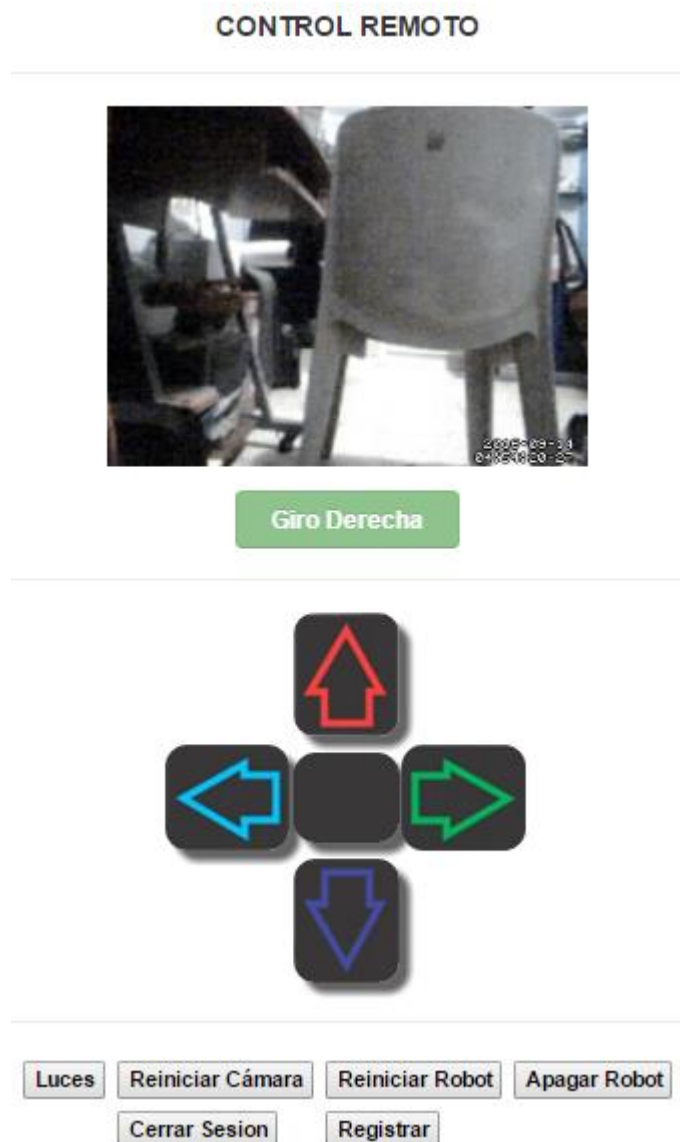 CONTROL REMOTO
Giro Derecha
Luces Reiniciar Cámara Reiniciar Robot Apagar Robot
Cerrar Sesion Registrar